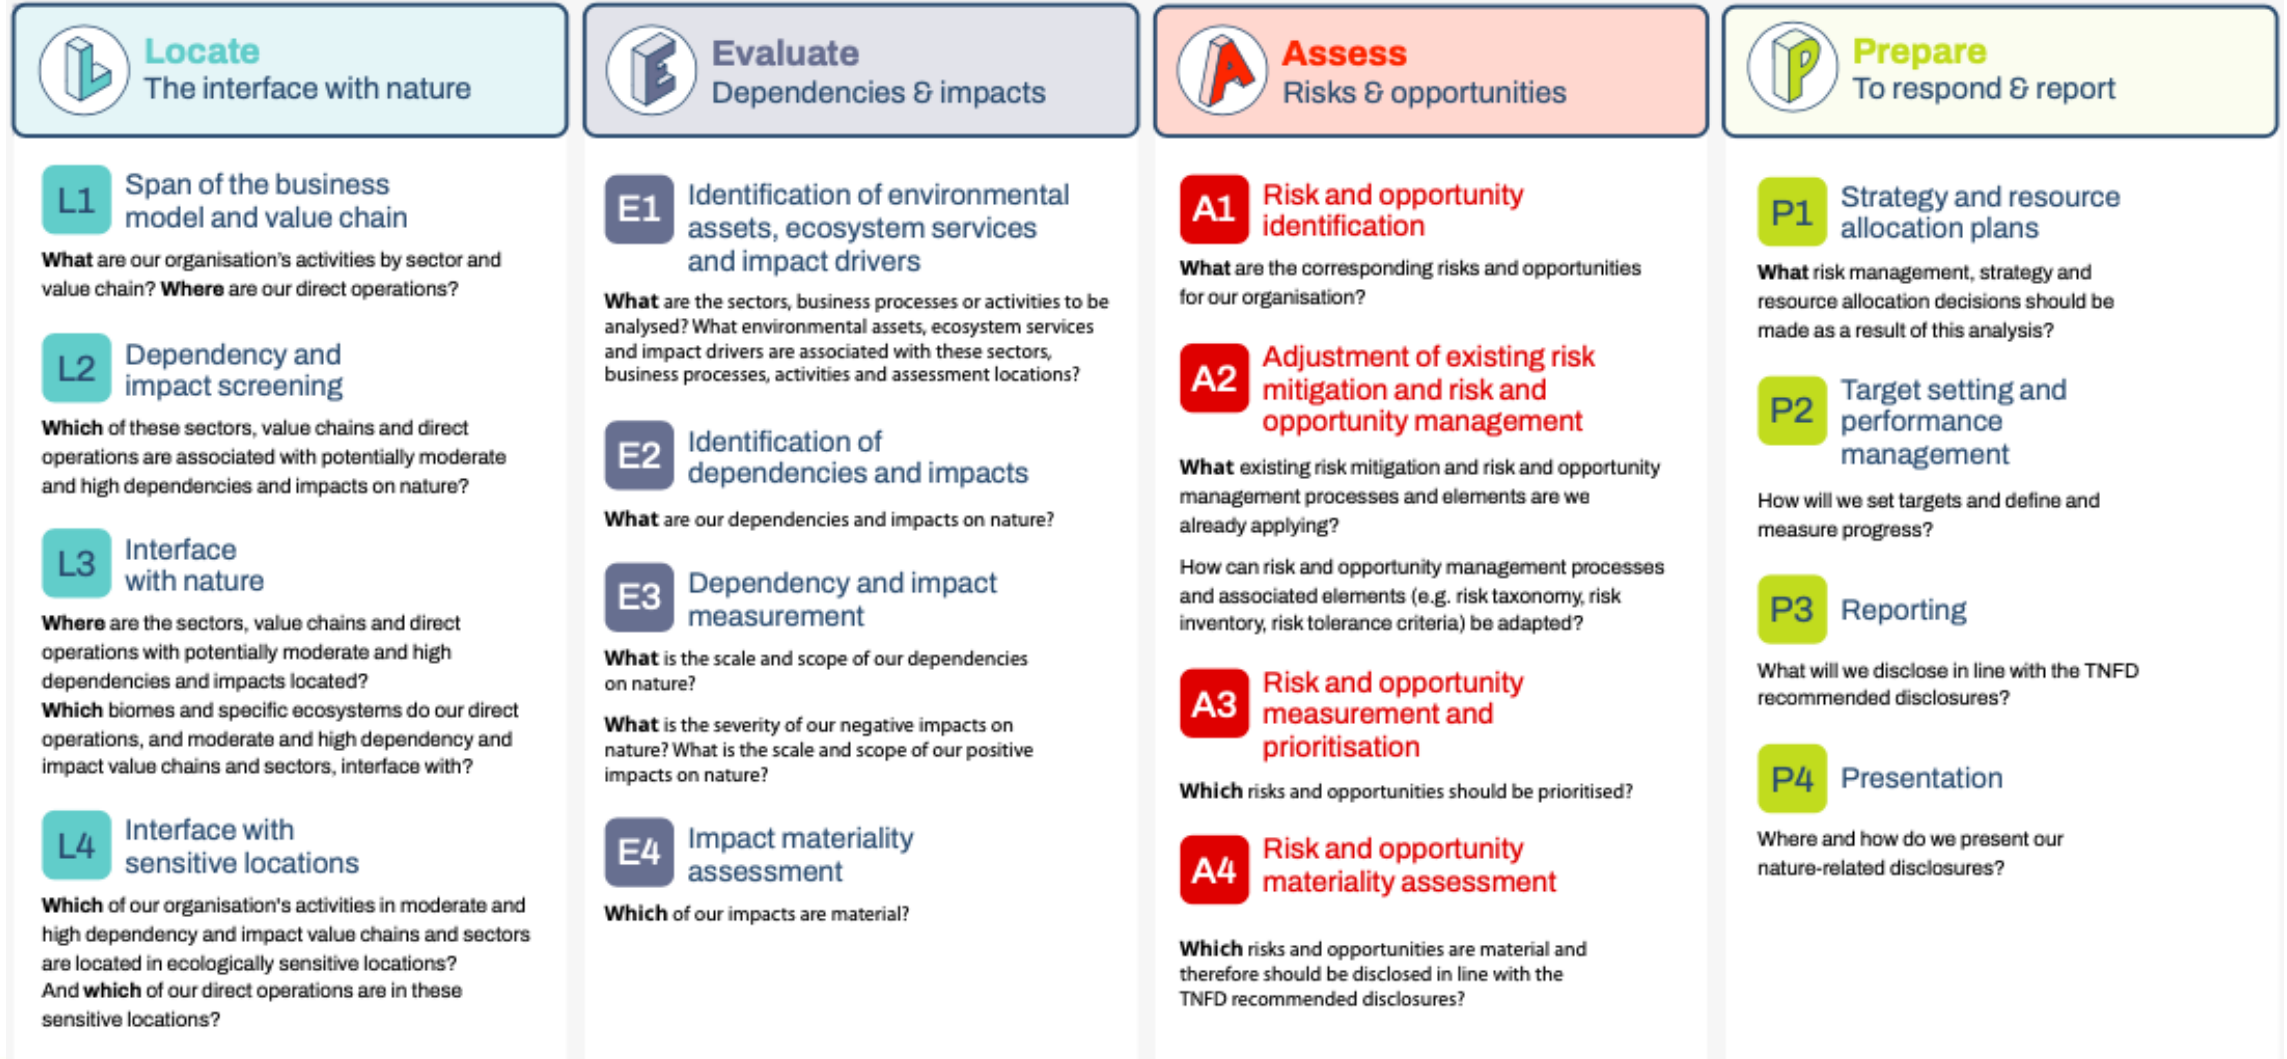 Locate
The interface with nature
L1
Span of the business
model and value chain
What are our organisation's activities by sector and
value chain? Where are our direct operations?
L2
Dependency and
impact screening
Which of these sectors, value chains and direct
operations are associated with potentially moderate
and high dependencies and impacts on nature?
L3
Interface
with nature
Where are the sectors, value chains and direct
operations with potentially moderate and high
dependencies and impacts located?
Which biomes and specific ecosystems do our direct
operations, and moderate and high dependency and
impact value chains and sectors, interface with?
L4
Interface with
sensitive locations
Which of our organisation's activities in moderate and
high dependency and impact value chains and sectors
are located in ecologically sensitive locations?
And which of our direct operations are in these
sensitive locations?
Evaluate
Dependencies & impacts
E1
Identification of environmental
assets, ecosystem services
and impact drivers
What are the sectors, business processes or activities to be
analysed? What environmental assets, ecosystem services
and impact drivers are associated with these sectors,
business processes, activities and assessment locations?
E2
Identification of
dependencies and impacts
What are our dependencies and impacts on nature?
E3
Dependency and impact
measurement
What is the scale and scope of our dependencies
on nature?
What is the severity of our negative impacts on
nature? What is the scale and scope of our positive
impacts on nature?
E4
Impact materiality
assessment
Which of our impacts are material?
Assess
Risks & opportunities
A1
Risk and opportunity
identification
What are the corresponding risks and opportunities
for our organisation?
A2
Adjustment of existing risk
mitigation and risk and
opportunity management
What existing risk mitigation and risk and opportunity
management processes and elements are we
already applying?
How can risk and opportunity management processes
and associated elements (e.g. risk taxonomy, risk
inventory, risk tolerance criteria) be adapted?
A3
Risk and opportunity
measurement and
prioritisation
Which risks and opportunities should be prioritised?
A4
Risk and opportunity
materiality assessment
Which risks and opportunities are material and
therefore should be disclosed in line with the
TNFD recommended disclosures?
Prepare
To respond & report
P1
Strategy and resource
allocation plans
What risk management, strategy and
resource allocation decisions should be
made as a result of this analysis?
P2
Target setting and
performance
management
How will we set targets and define and
measure progress?
P3
Reporting
What will we disclose in line with the TNFD
recommended disclosures?
P4
Presentation
Where and how do we present our
nature-related disclosures?